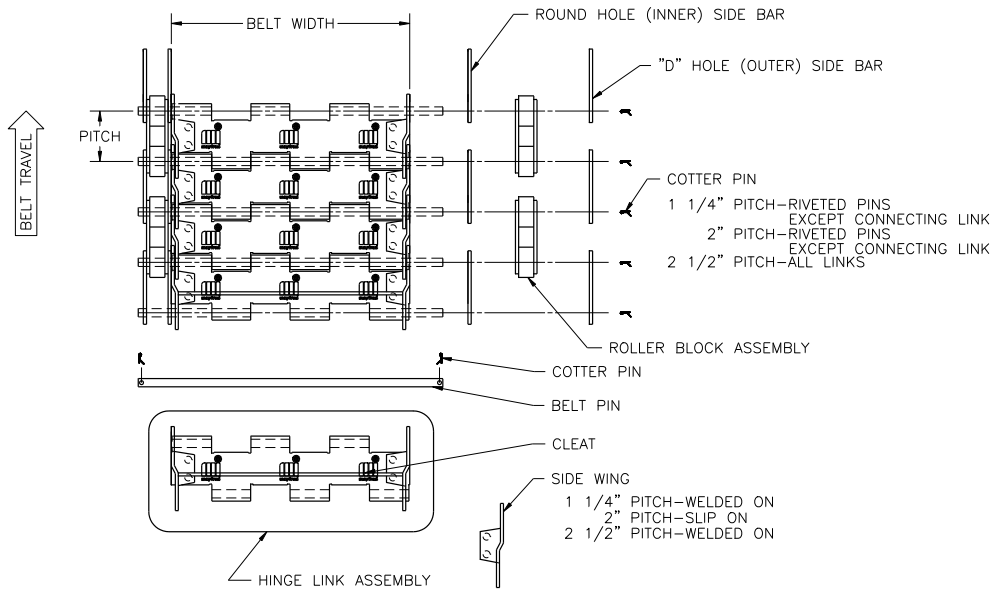 BELT WIDTH
ROUND HOLE (INNER) SIDE BAR
"D" HOLE (OUTER) SIDE BAR
PITCH
BELT TRAVEL
COTTER PIN
1 1/4" PITCH-RIVETED PINS
EXCEPT CONNECTING LINK
2" PITCH-RIVETED PINS
EXCEPT CONNECTING LINK
2 1/2" PITCH-ALL LINKS
ROLLER BLOCK ASSEMBLY
COTTER PIN
BELT PIN
CLEAT
SIDE WING
1 1/4" PITCH-WELDED ON
2" PITCH-SLIP ON
2 1/2" PITCH-WELDED ON
HINGE LINK ASSEMBLY